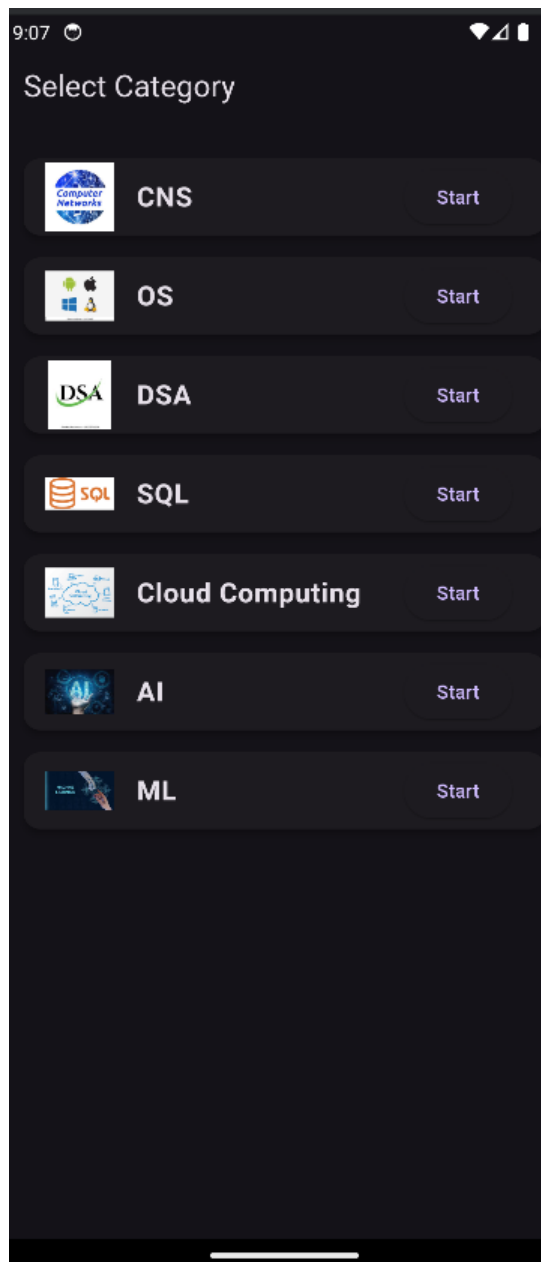 9:07
Select Category
Computer
Networks
CNS
Start
OS
Start
DSA
DSA
Start
SQL
SQL
Start
Cloud Computing
Start
AI
AI
Start
ML
Start